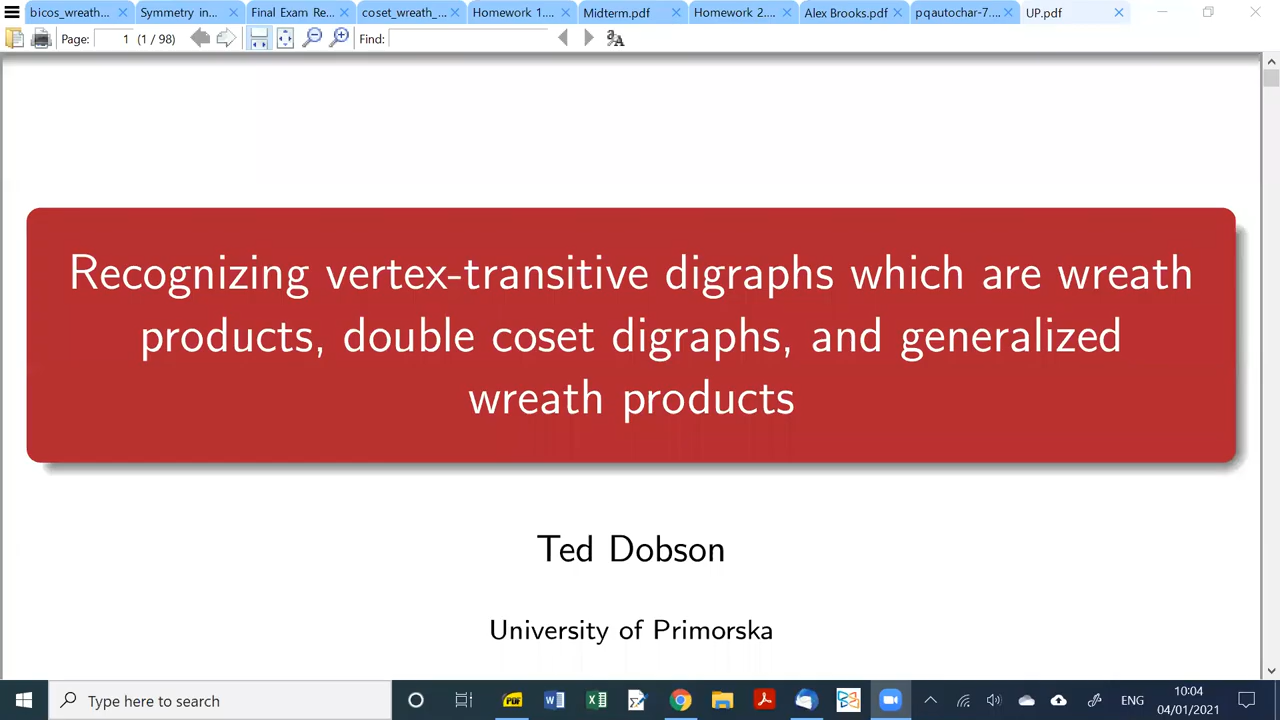 bicos_wreath...
Symmetry in...
Final Exam Re...
coset_wreath_...
Homework 1....
Midterm.pdf
Homework 2....
Alex Brooks.pdf
pqautochar-7....
UP.pdf
Page: 1 (1 / 98) Find:
Recognizing vertex-transitive digraphs which are wreath
products, double coset digraphs, and generalized
wreath products
Ted Dobson
University of Primorska
Type here to search
ENG
10:04
04/01/2021